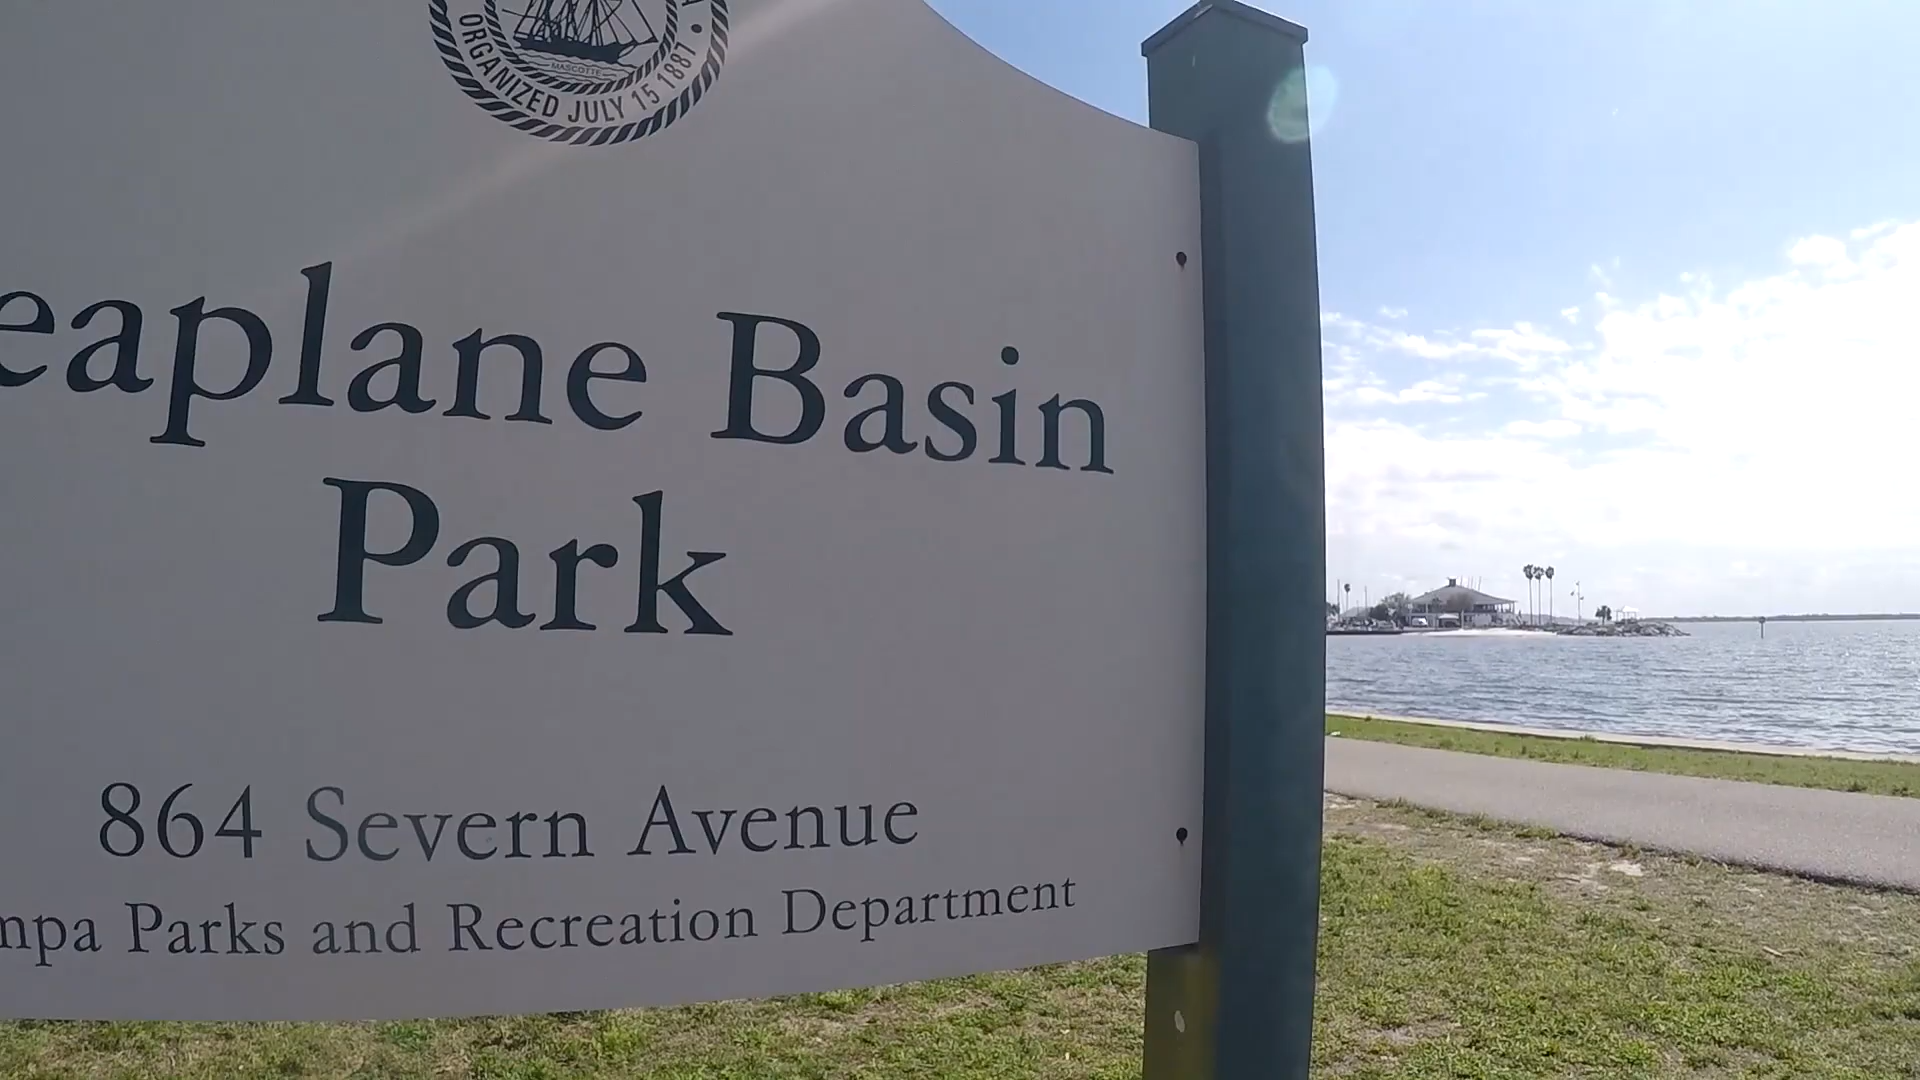 MASCOTTE
ORGANIZED JULY 15 1887
eaplane Basin
Park
864 Severn Avenue
mpa Parks and Recreation Department